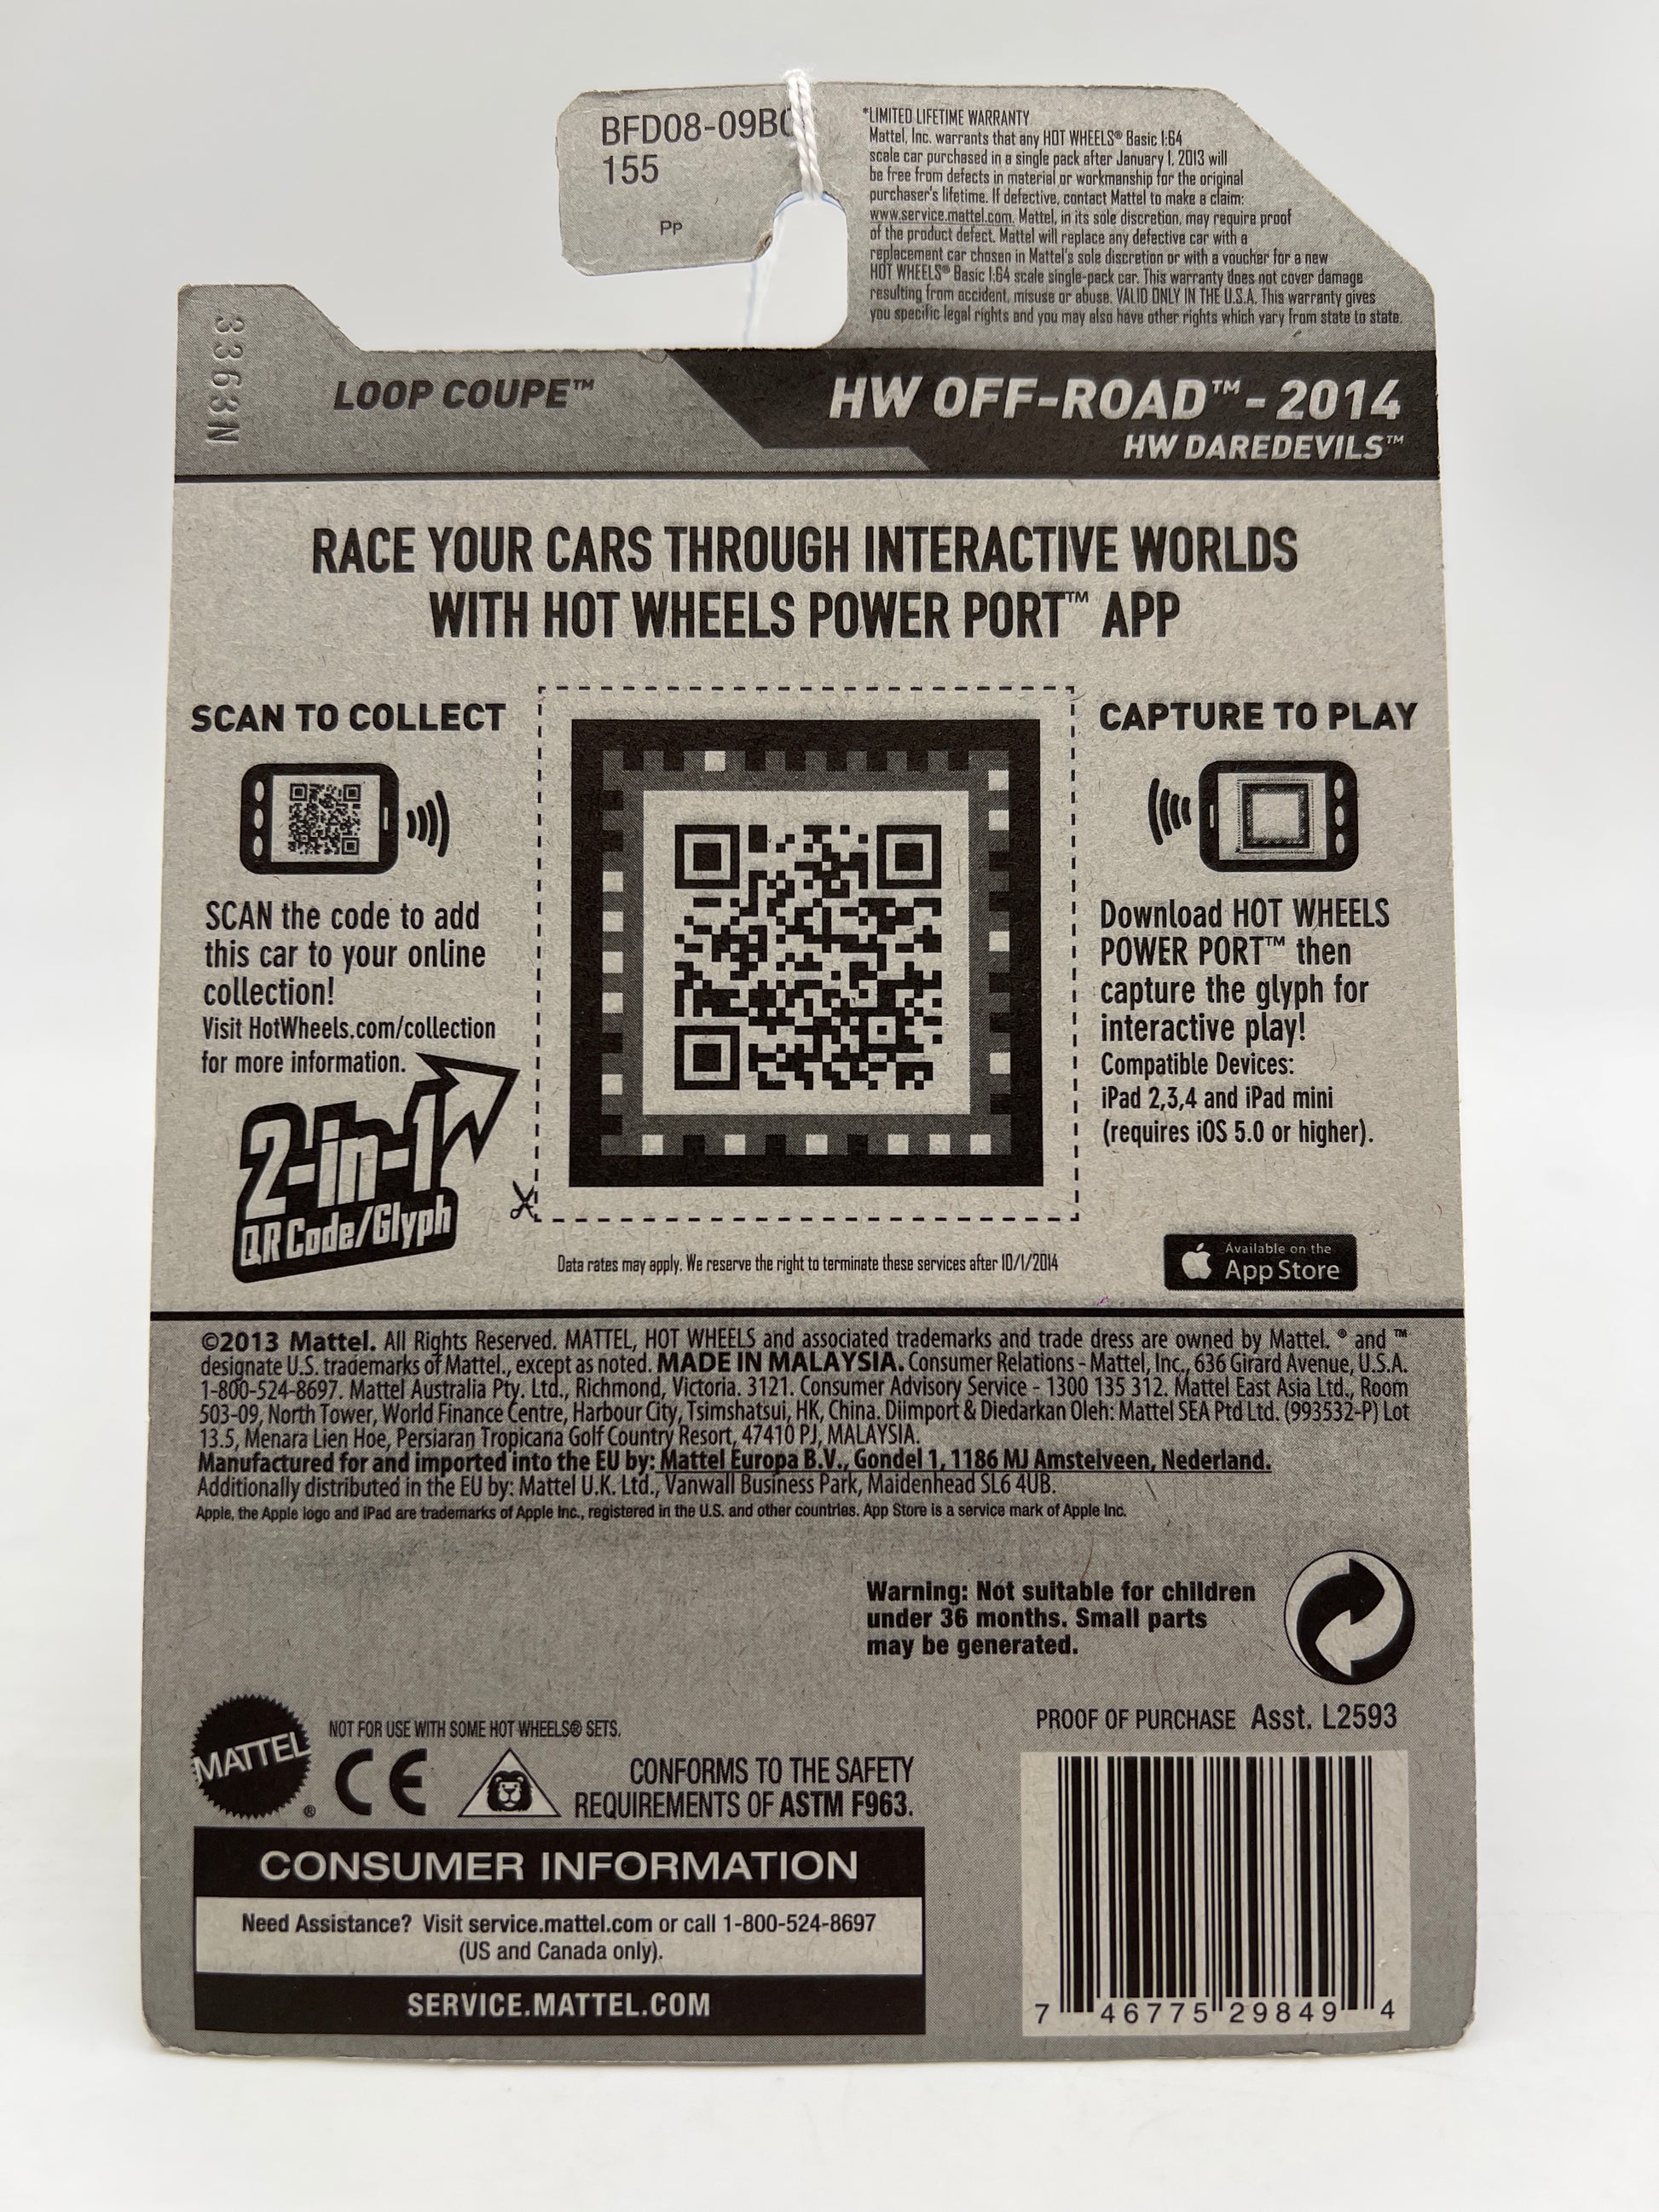 BFD08-09B0
155
Pp
*LIMITED LIFETIME WARRANTY
Mattel, Inc. warrants that any HOT WHEELS® Basic 1:64
scale car purchased in a single pack after January 1, 2013 will
be free from defects in material or workmanship for the original
purchaser's lifetime. If defective, contact Mattel to make a claim:
www.service.mattel.com. Mattel, in its sole discretion, may require proof
of the product defect. Mattel will replace any defective car with a
replacement car chosen in Mattel's sole discretion or with a voucher for a new
HOT WHEELS® Basic 1:64 scale single-pack car. This warranty does not cover damage
resulting from accident, misuse or abuse. VALID ONLY IN THE U.S.A. This warranty gives
you specific legal rights and you may also have other rights which vary from state to state.
3363N
LOOP COUPE™
HW OFF-ROAD™ - 2014
HW DAREDEVILS™
RACE YOUR CARS THROUGH INTERACTIVE WORLDS
WITH HOT WHEELS POWER PORT™ APP
SCAN TO COLLECT
SCAN the code to add
this car to your online
collection!
Visit HotWheels.com/collection
for more information.
2-in-1
QR Code/Glyph
CAPTURE TO PLAY
Download HOT WHEELS
POWER PORT™ then
capture the glyph for
interactive play!
Compatible Devices:
iPad 2,3,4 and iPad mini
(requires iOS 5.0 or higher).
Data rates may apply. We reserve the right to terminate these services after 10/1/2014
Available on the
App Store
©2013 Mattel. All Rights Reserved. MATTEL, HOT WHEELS and associated trademarks and trade dress are owned by Mattel. ® and ™
designate U.S. trademarks of Mattel., except as noted. MADE IN MALAYSIA. Consumer Relations - Mattel, Inc., 636 Girard Avenue, U.S.A.
1-800-524-8697. Mattel Australia Pty. Ltd., Richmond, Victoria. 3121. Consumer Advisory Service - 1300 135 312. Mattel East Asia Ltd., Room
503-09, North Tower, World Finance Centre, Harbour City, Tsimshatsui, HK, China. Diimport & Diedarkan Oleh: Mattel SEA Ptd Ltd. (993532-P) Lot
13.5, Menara Lien Hoe, Persiaran Tropicana Golf Country Resort, 47410 PJ, MALAYSIA.
Manufactured for and imported into the EU by: Mattel Europa B.V., Gondel 1, 1186 MJ Amstelveen, Nederland.
Additionally distributed in the EU by: Mattel U.K. Ltd., Vanwall Business Park, Maidenhead SL6 4UB.
Apple, the Apple logo and iPad are trademarks of Apple Inc., registered in the U.S. and other countries. App Store is a service mark of Apple Inc.
Warning: Not suitable for children
under 36 months. Small parts
may be generated.
MATTEL®
NOT FOR USE WITH SOME HOT WHEELS® SETS.
CE
CONFORMS TO THE SAFETY
REQUIREMENTS OF ASTM F963.
PROOF OF PURCHASE Asst. L2593
CONSUMER INFORMATION
Need Assistance? Visit service.mattel.com or call 1-800-524-8697
(US and Canada only).
SERVICE.MATTEL.COM
7 46775 29849 4